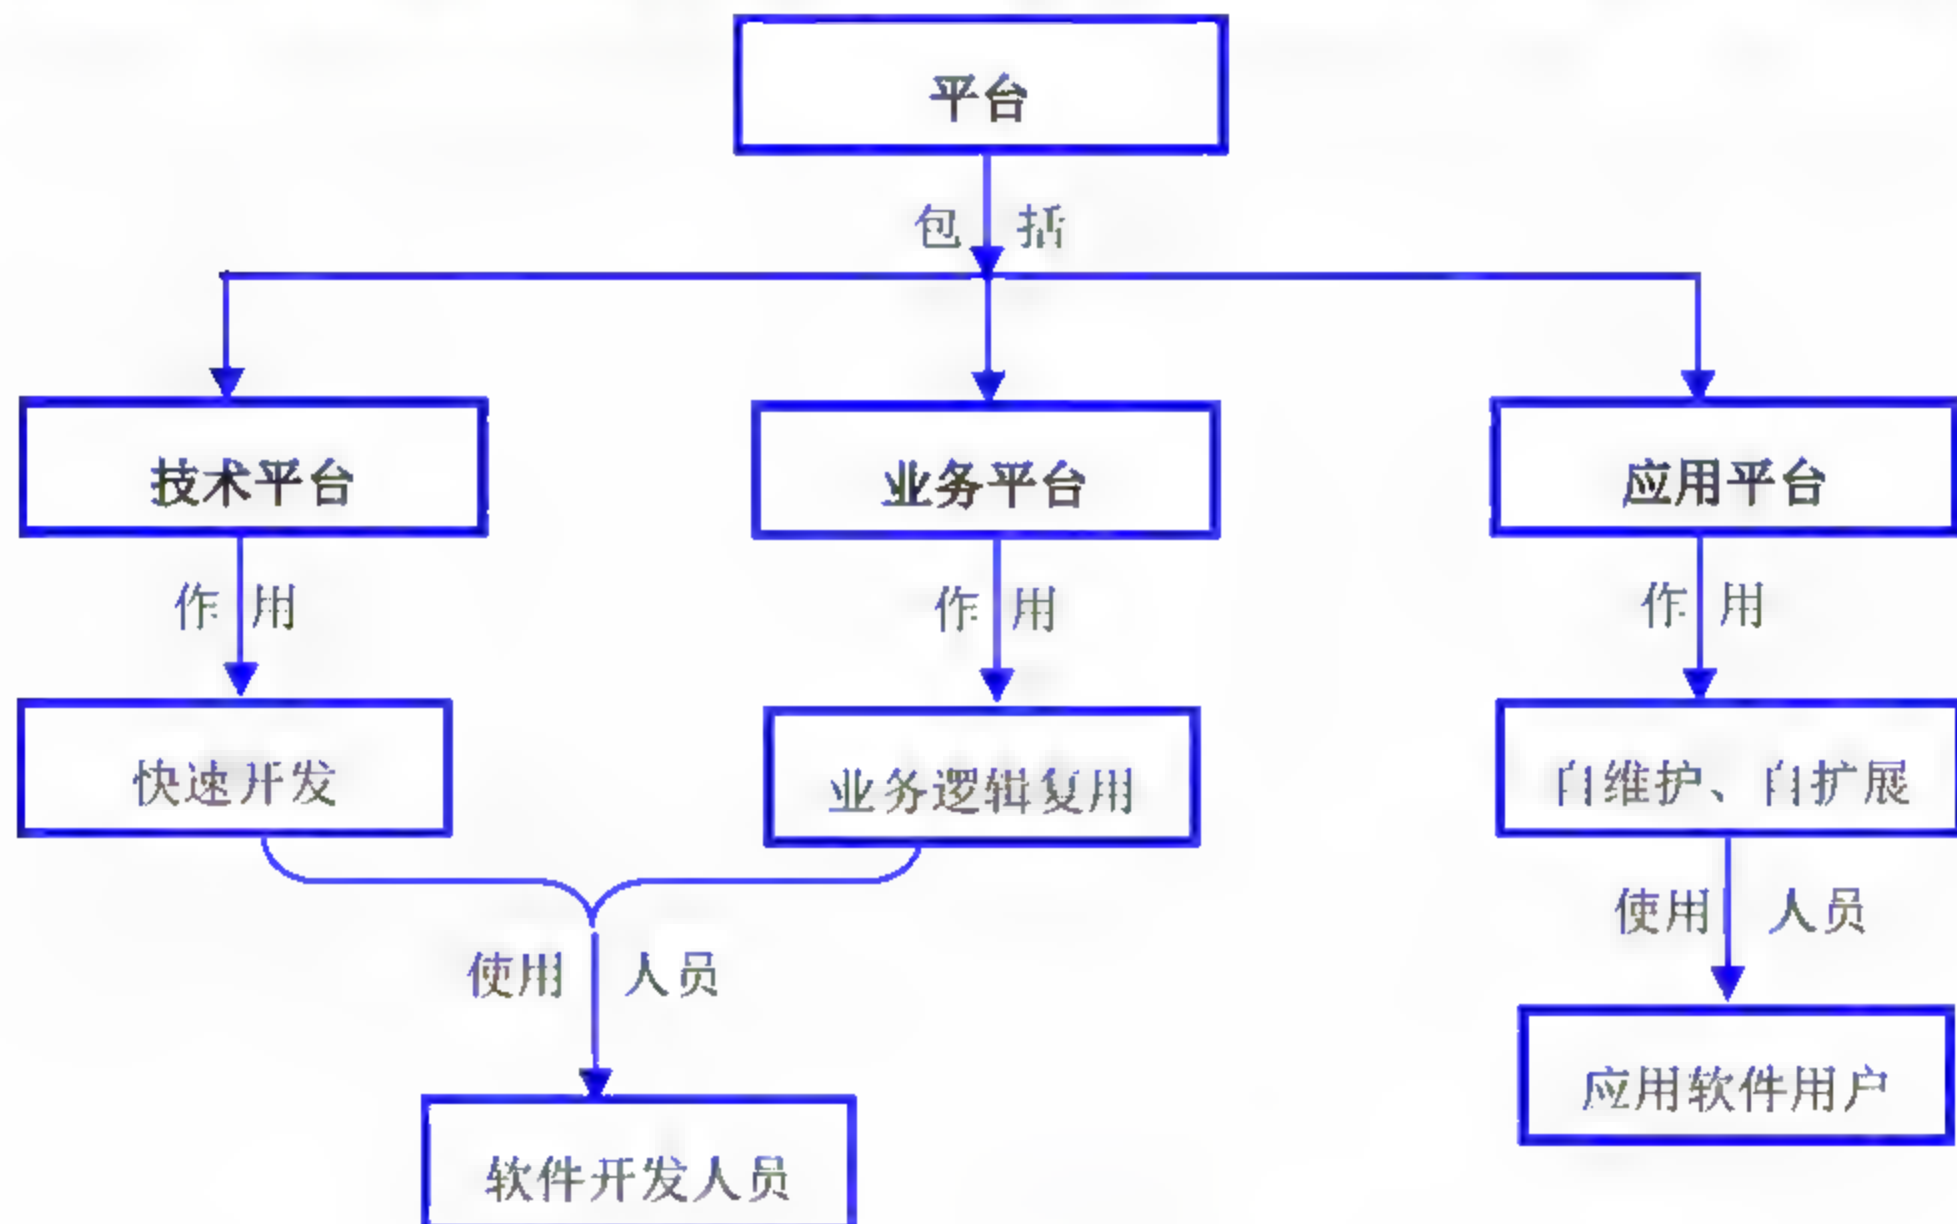 平台
包 括
技术平台 业务平台 应用平台
作 用 作 用 作 用
快速开发 业务逻辑复用 自维护、自扩展
使用 人员
使用 人员
应用软件用户
软件开发人员